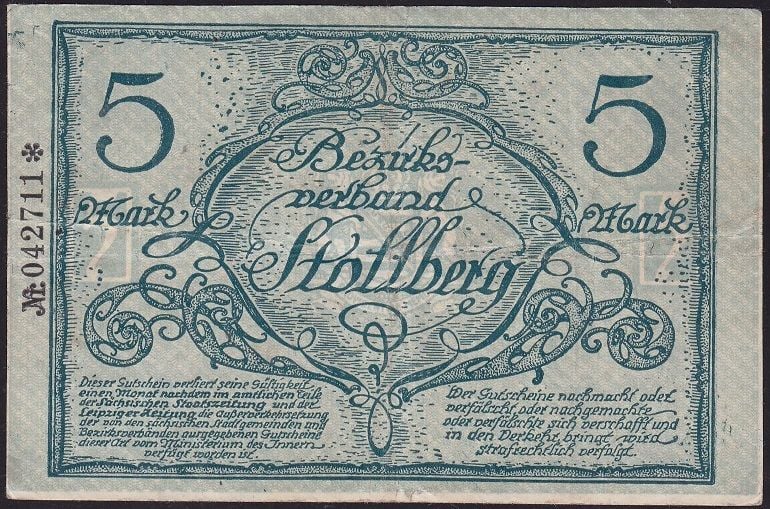 5
5
Bezirks-
verband
Stollberg
Mark
Mark
№ 042711 *
Dieser Gutschein verliert seine Gültigkeit
einen Monat nachdem im amtlichen Teile
der Sächsischen Staatszeitung und der
Leipziger Zeitung die Außerverkehrsetzung
der von den sächsischen Stadtgemeinden und
Bezirksverbänden ausgegebenen Gutscheine
dieser Art vom Ministerium des Innern
verfügt worden ist.
Wer Gutscheine nachmacht oder
verfälscht, oder nachgemachte
oder verfälschte sich verschafft und
in den Verkehr bringt wird
strafrechtlich verfolgt.